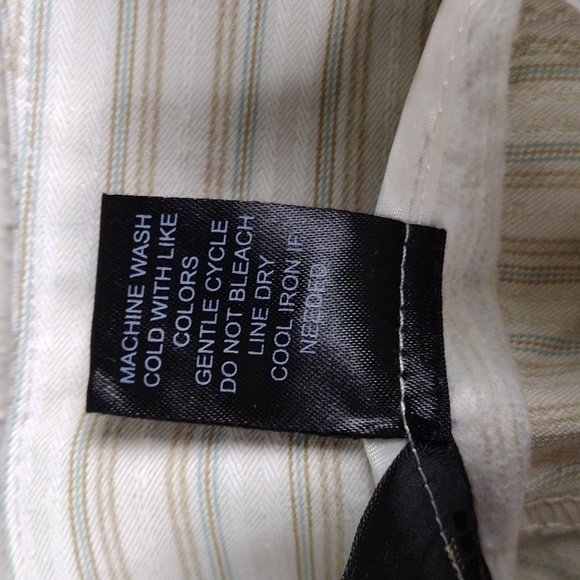 MACHINE WASH
COLD WITH LIKE
COLORS
GENTLE CYCLE
DO NOT BLEACH
LINE DRY
COOL IRON IF
NEEDED